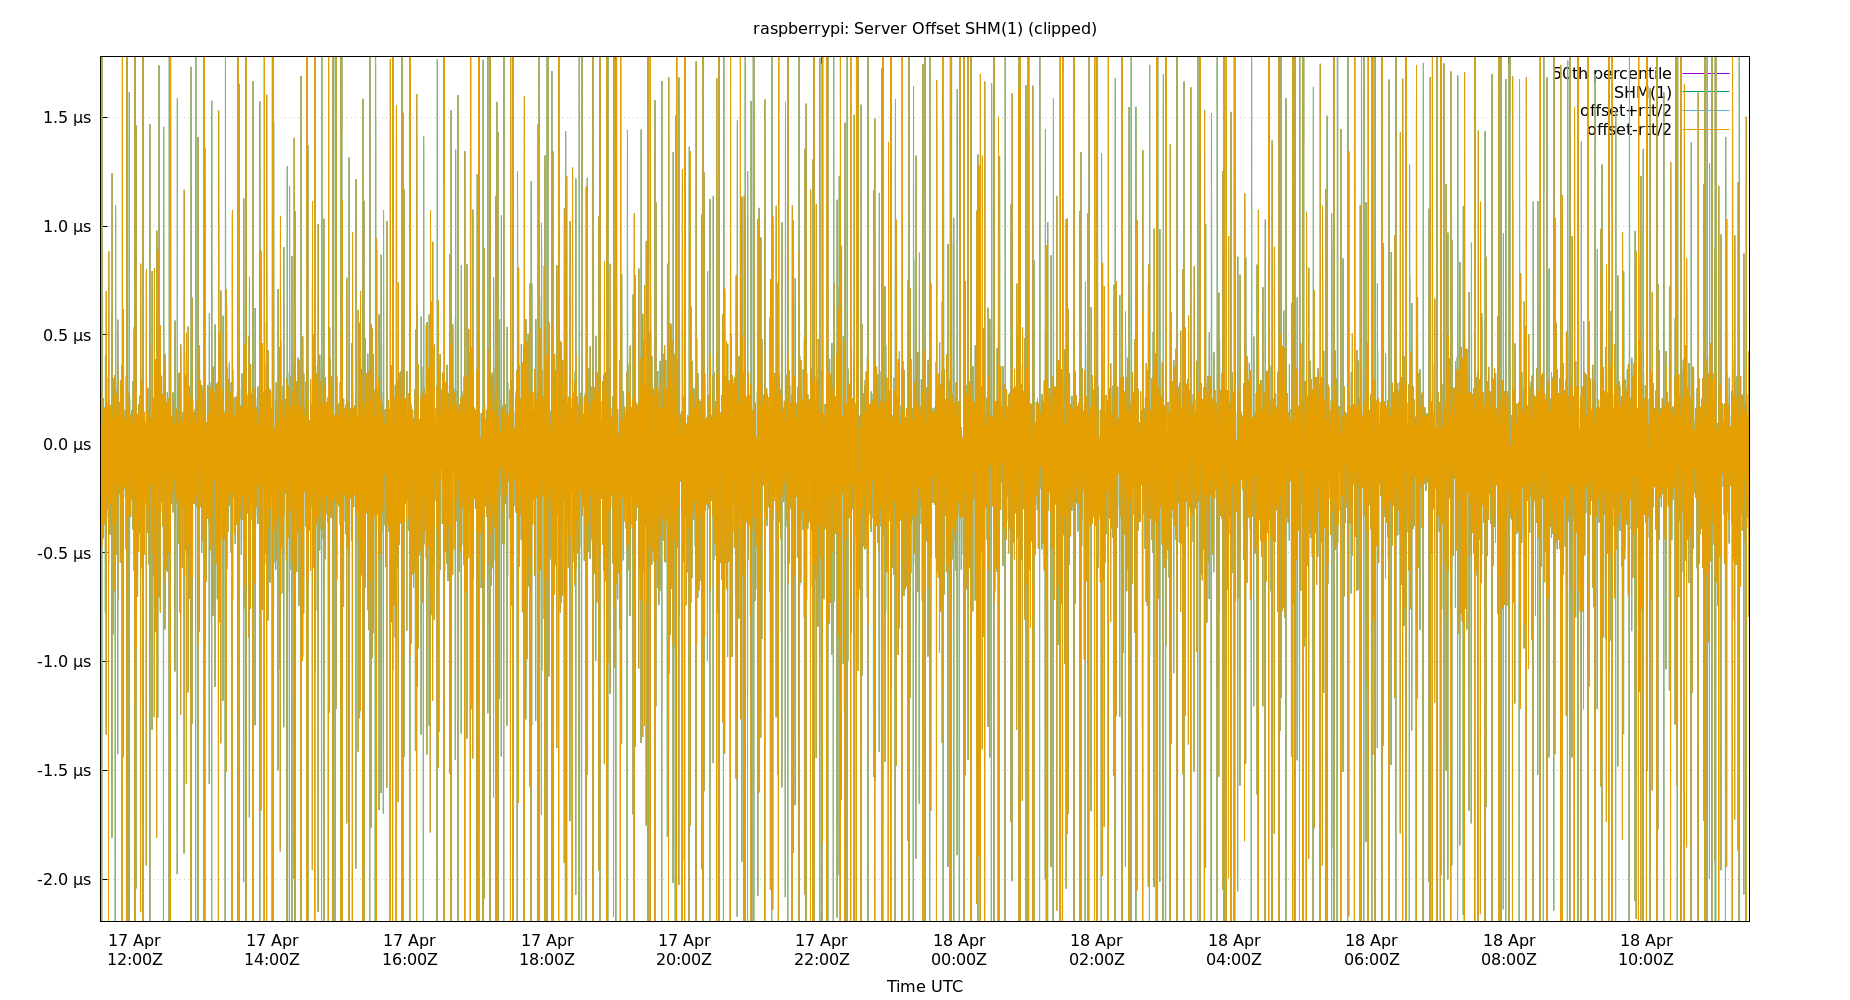 raspberrypi: Server Offset SHM(1) (clipped)
50th percentile
SHM(1)
offset+rtt/2
offset-rtt/2
1.5 µs
1.0 µs
0.5 µs
0.0 µs
-0.5 µs
-1.0 µs
-1.5 µs
-2.0 µs
17 Apr 17 Apr 17 Apr 17 Apr 17 Apr 17 Apr 18 Apr 18 Apr 18 Apr 18 Apr 18 Apr 18 Apr
12:00Z 14:00Z 16:00Z 18:00Z 20:00Z 22:00Z 00:00Z 02:00Z 04:00Z 06:00Z 08:00Z 10:00Z
Time UTC